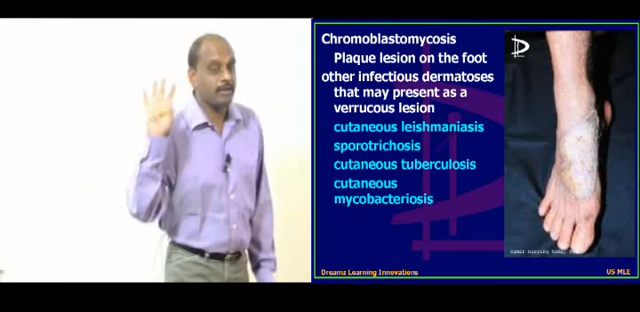 Chromoblastomycosis
Plaque lesion on the foot
other infectious dermatoses
that may present as a
verrucous lesion
cutaneous leishmaniasis
sporotrichosis
cutaneous tuberculosis
cutaneous
mycobacteriosis
Dreamz Learning Innovations
US MLE